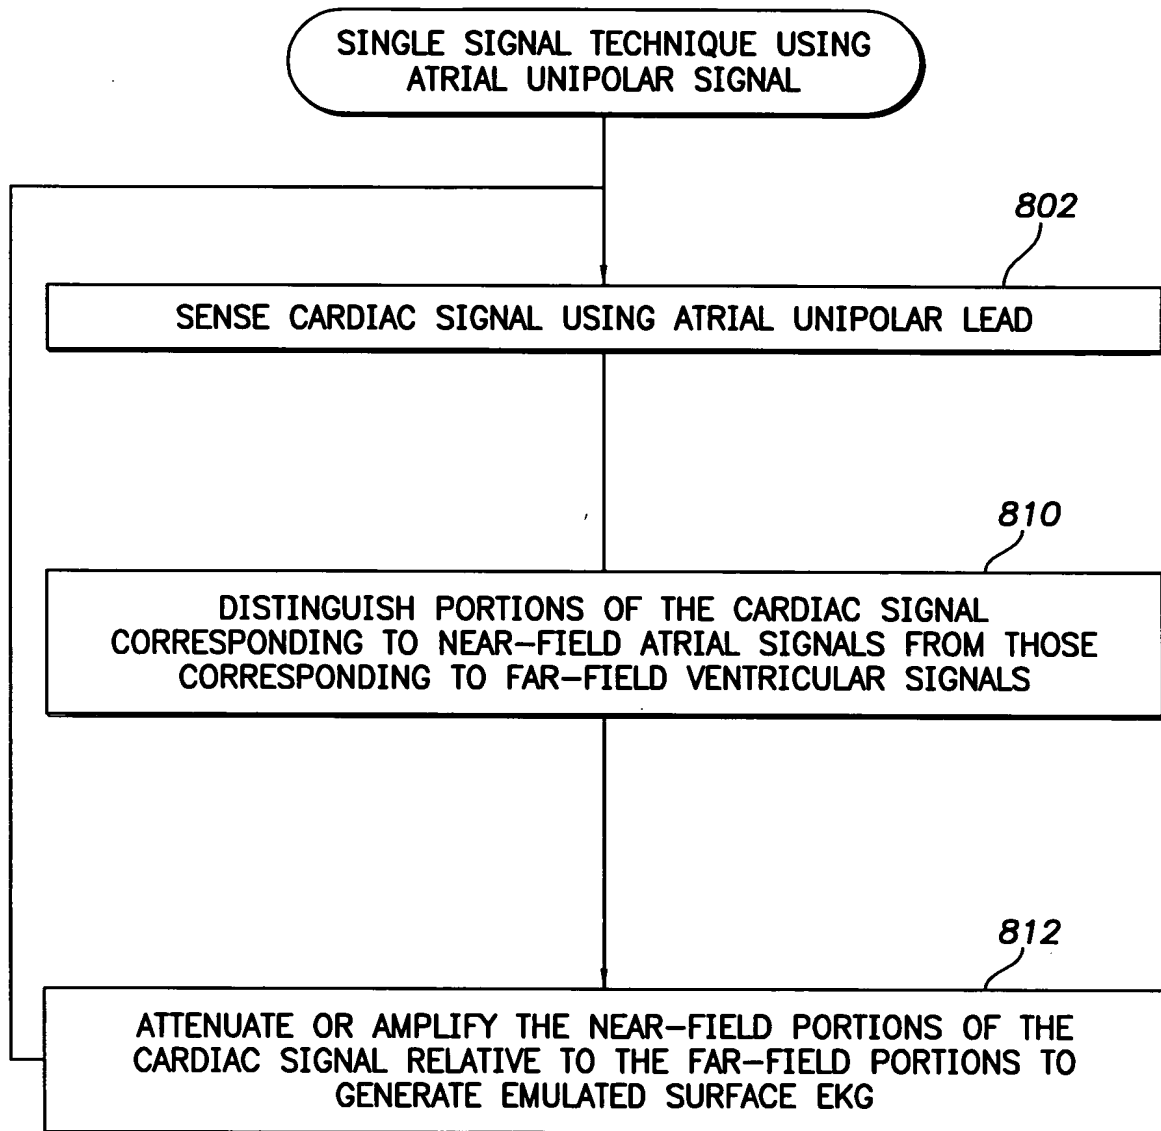 SINGLE SIGNAL TECHNIQUE USING
ATRIAL UNIPOLAR SIGNAL
802
SENSE CARDIAC SIGNAL USING ATRIAL UNIPOLAR LEAD
810
DISTINGUISH PORTIONS OF THE CARDIAC SIGNAL
CORRESPONDING TO NEAR-FIELD ATRIAL SIGNALS FROM THOSE
CORRESPONDING TO FAR-FIELD VENTRICULAR SIGNALS
812
ATTENUATE OR AMPLIFY THE NEAR-FIELD PORTIONS OF THE
CARDIAC SIGNAL RELATIVE TO THE FAR-FIELD PORTIONS TO
GENERATE EMULATED SURFACE EKG